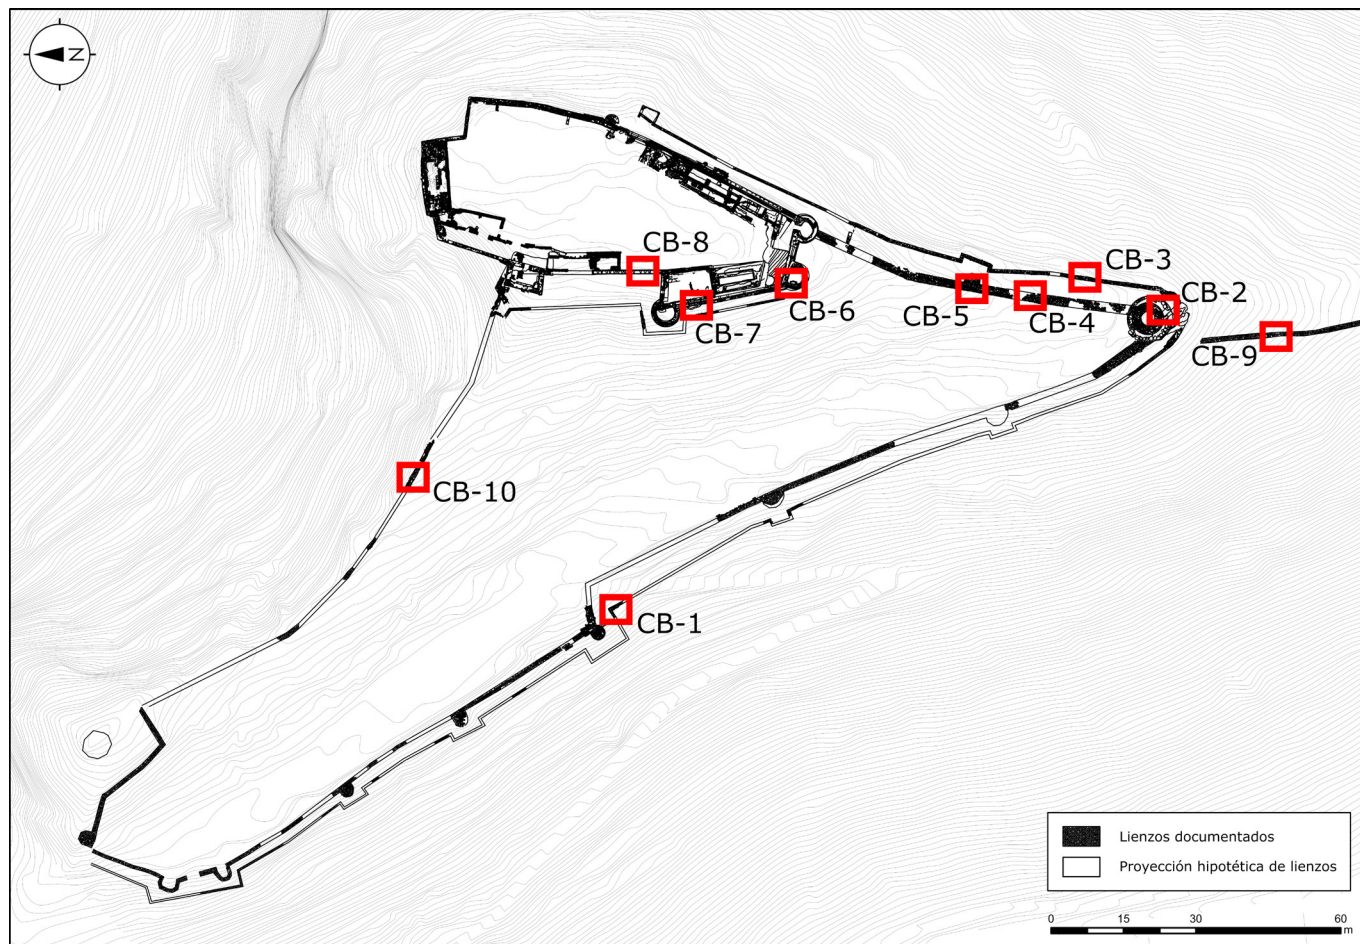 N
CB-8
CB-3
CB-2
CB-6
CB-5
CB-4
CB-7
CB-9
CB-10
CB-1
Lienzos documentados
Proyección hipotética de lienzos
0 15 30 60
m